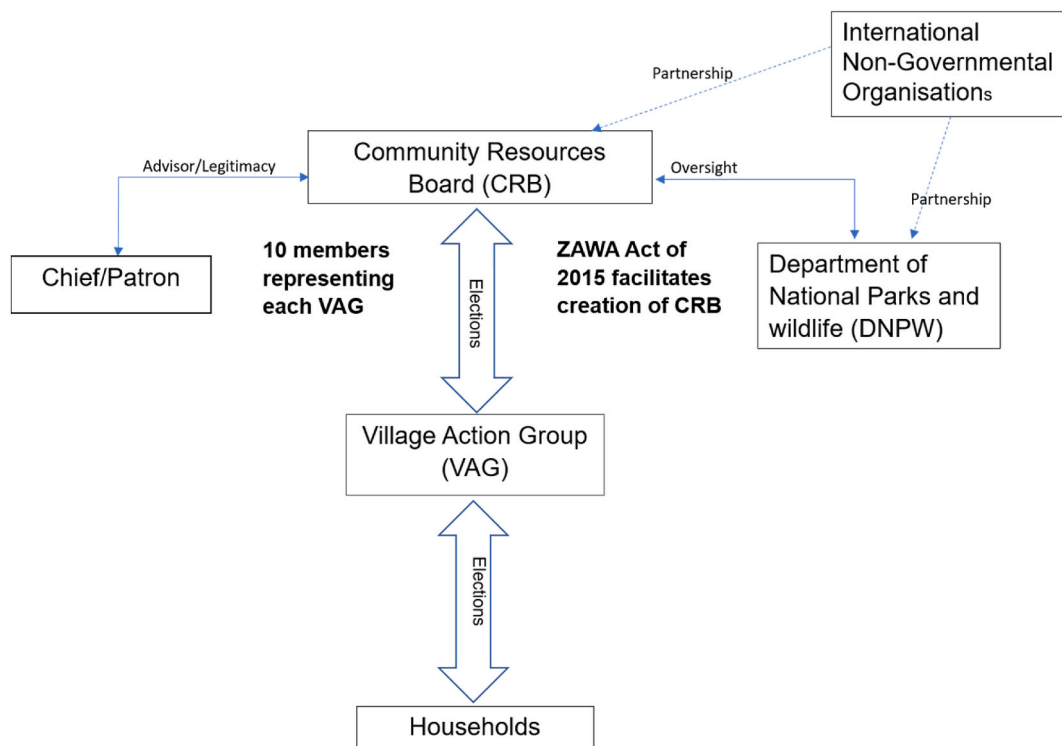 International
Non-Governmental
Organisations
Partnership
Community Resources
Board (CRB)
Advisor/Legitimacy
Oversight
Partnership
Chief/Patron
10 members
representing
each VAG
Elections
ZAWA Act of
2015 facilitates
creation of CRB
Department of
National Parks and
wildlife (DNPW)
Village Action Group
(VAG)
Elections
Households